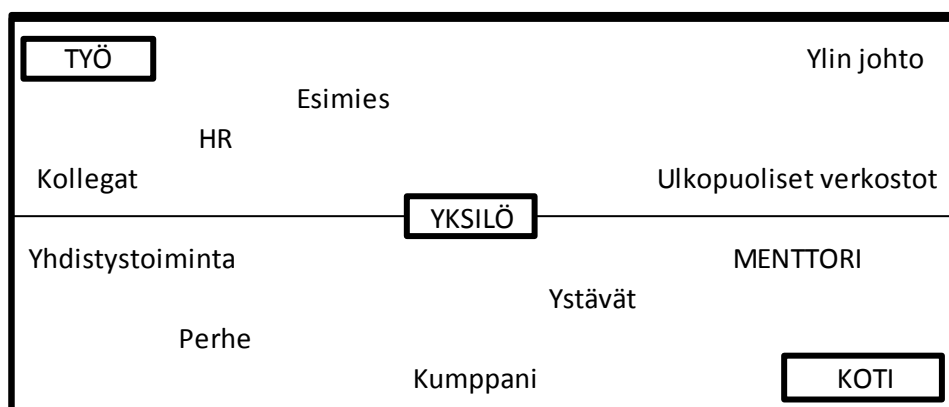 TYÖ Ylin johto
Esimies
HR
Kollegat Ulkopuoliset verkostot
YKSILÖ
Yhdistystoiminta MENTTORI
Ystävät
Perhe
Kumppani KOTI